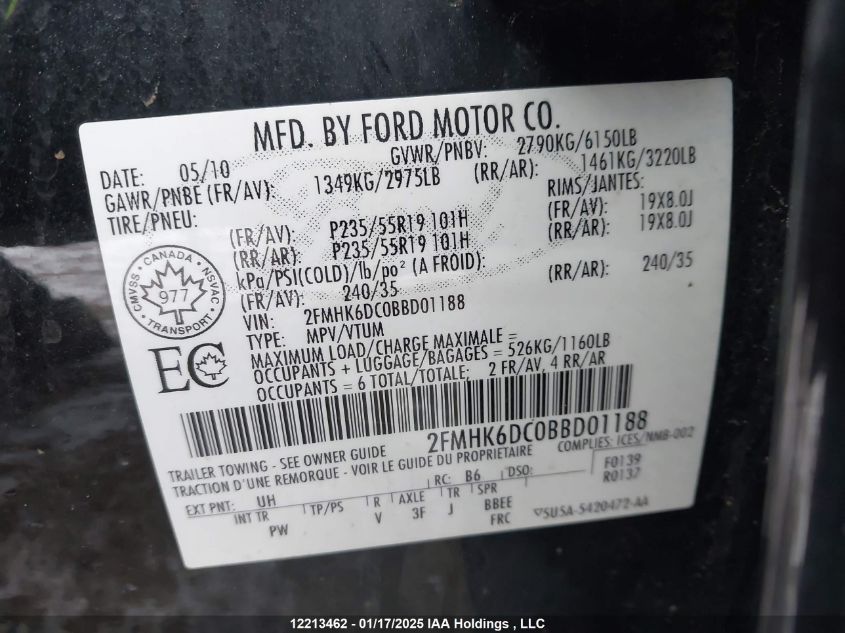 MFD. BY FORD MOTOR CO.
DATE: 05/10 GVWR/PNBV: 2790KG/6150LB
GAWR/PNBE (FR/AV): 1349KG/2975LB (RR/AR): 1461KG/3220LB
TIRE/PNEU: RIMS/JANTES:
(FR/AV): P235/55R19 101H (FR/AV): 19X8.0J
(RR/AR): P235/55R19 101H (RR/AR): 19X8.0J
kPa/PSI(COLD)/lb/po² (A FROID):
(FR/AV): 240/35 (RR/AR): 240/35
VIN: 2FMHK6DC0BBD01188
TYPE: MPV/VTUM
MAXIMUM LOAD/CHARGE MAXIMALE =
OCCUPANTS + LUGGAGE/BAGAGES = 526KG/1160LB
OCCUPANTS = 6 TOTAL/TOTALE: 2 FR/AV, 4 RR/AR
CANADA
CMVSS NSVAC
977
TRANSPORT
EC
2FMHK6DC0BBD01188
TRAILER TOWING - SEE OWNER GUIDE COMPLIES: ICES/NMB-002
TRACTION D'UNE REMORQUE - VOIR LE GUIDE DU PROPRIETAIRE
F0139
R0137
EXT PNT: UH RC: B6 DSO:
INT TR TP/PS R AXLE TR SPR
PW V 3F J BBEE
FRC
5U5A-5420472-AA
12213462 - 01/17/2025 IAA Holdings , LLC